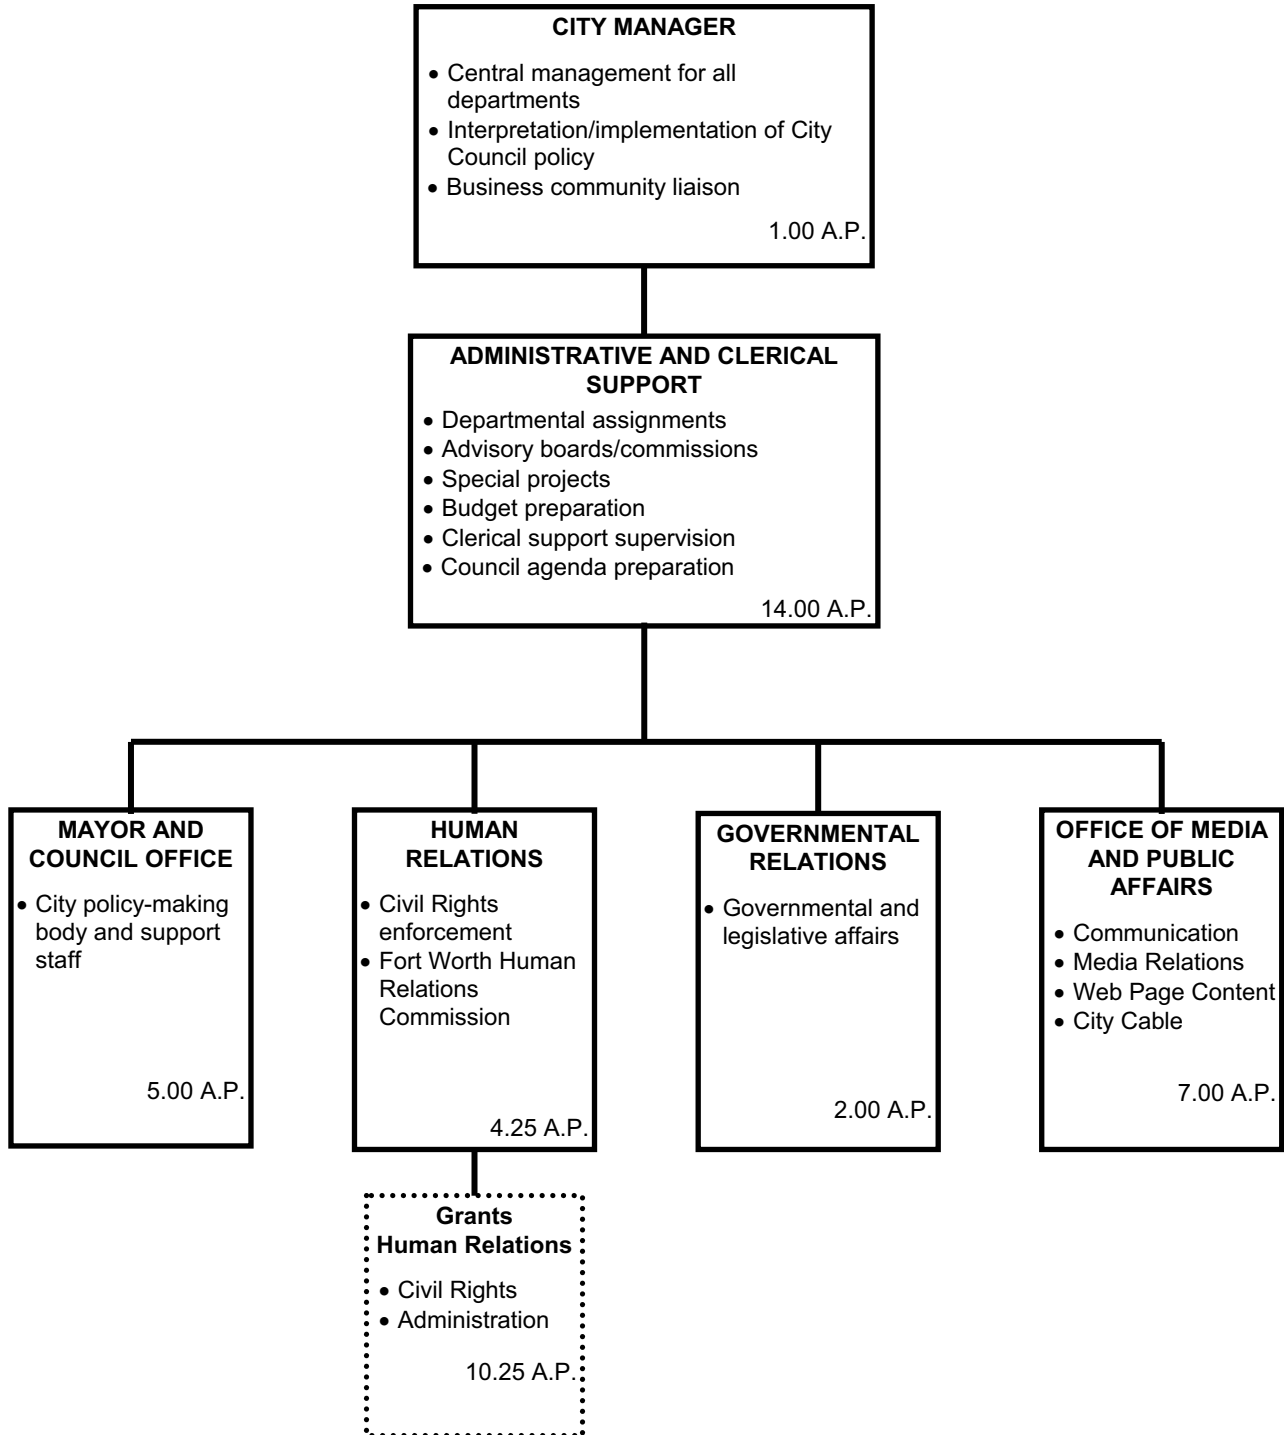 CITY MANAGER
• Central management for all
departments
• Interpretation/implementation of City
Council policy
• Business community liaison
1.00 A.P.
ADMINISTRATIVE AND CLERICAL
SUPPORT
• Departmental assignments
• Advisory boards/commissions
• Special projects
• Budget preparation
• Clerical support supervision
• Council agenda preparation
14.00 A.P.
MAYOR AND
COUNCIL OFFICE
• City policy-making
body and support
staff
5.00 A.P.
HUMAN
RELATIONS
• Civil Rights
enforcement
• Fort Worth Human
Relations
Commission
4.25 A.P.
GOVERNMENTAL
RELATIONS
• Governmental and
legislative affairs
2.00 A.P.
OFFICE OF MEDIA
AND PUBLIC
AFFAIRS
• Communication
• Media Relations
• Web Page Content
• City Cable
7.00 A.P.
Grants
Human Relations
• Civil Rights
• Administration
10.25 A.P.